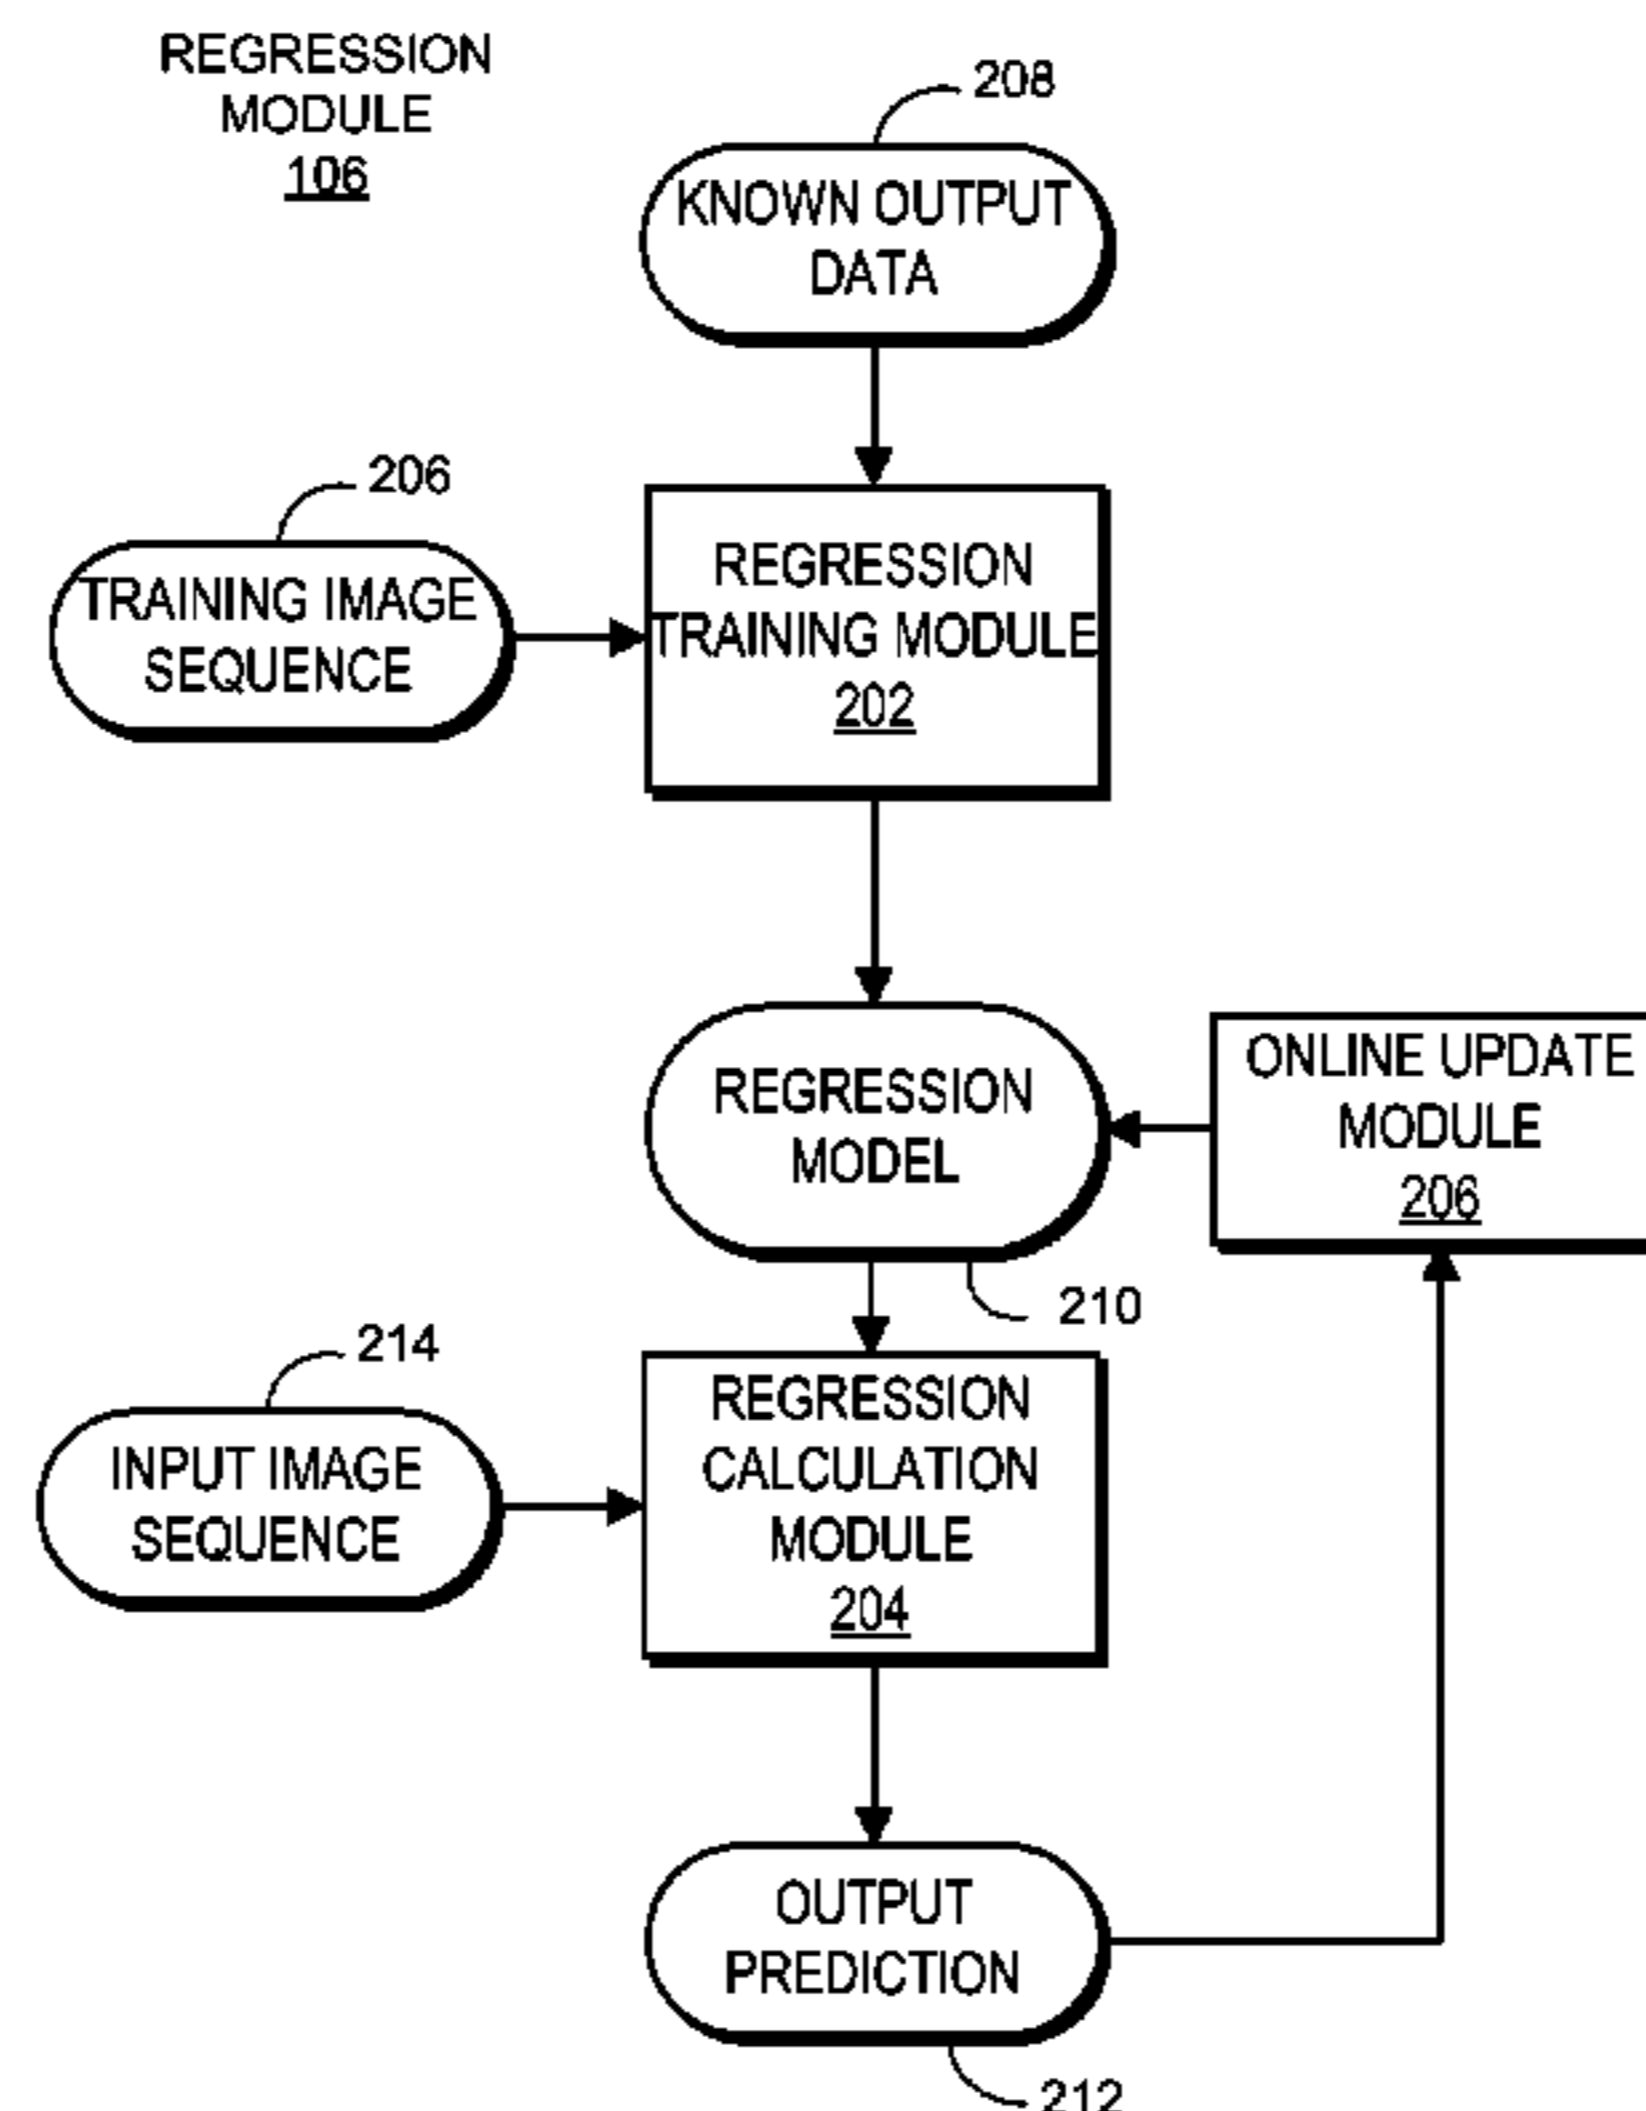 REGRESSION
MODULE
106
208
KNOWN OUTPUT
DATA
206
TRAINING IMAGE
SEQUENCE
REGRESSION
TRAINING MODULE
202
REGRESSION
MODEL
210
ONLINE UPDATE
MODULE
206
214
INPUT IMAGE
SEQUENCE
REGRESSION
CALCULATION
MODULE
204
OUTPUT
PREDICTION
212